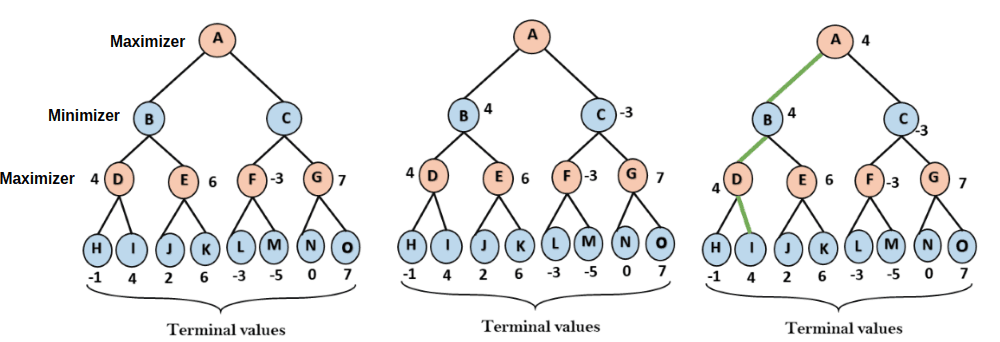 Maximizer A
Minimizer B C
Maximizer 4 D E 6 F -3 G 7
H I J K L M N O
-1 4 2 6 -3 -5 0 7
Terminal values
A
B 4 C -3
4 D E 6 F -3 G 7
H I J K L M N O
-1 4 2 6 -3 -5 0 7
Terminal values
A 4
B 4 C -3
4 D E 6 F -3 G 7
H I J K L M N O
-1 4 2 6 -3 -5 0 7
Terminal values